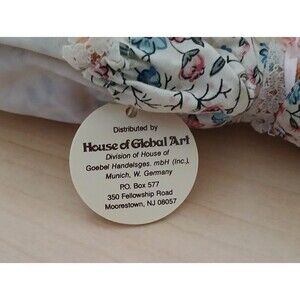 Distributed by
House of Global Art
Division of House of
Goebel Handelsges. mbH (Inc.),
Munich, W. Germany
P.O. Box 577
350 Fellowship Road
Moorestown, NJ 08057